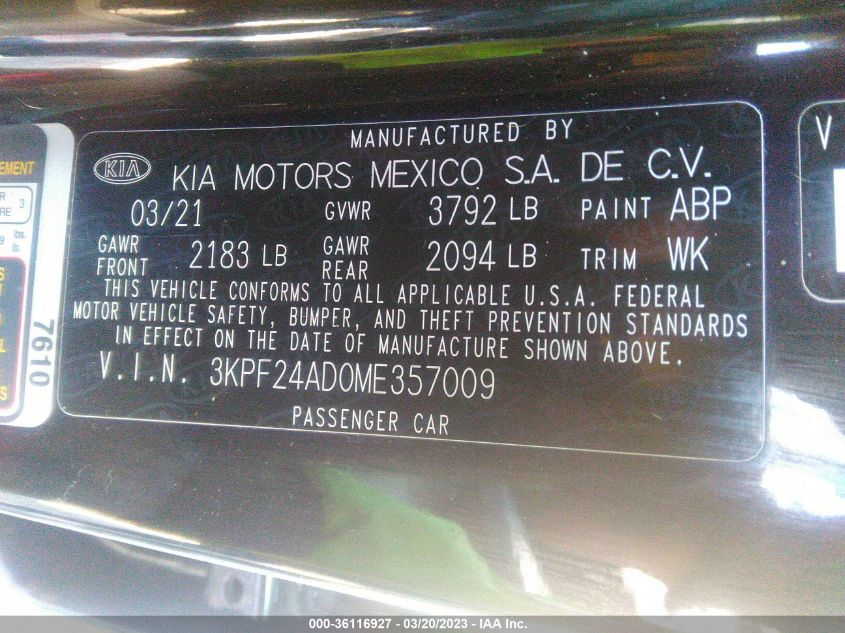 MANUFACTURED BY
KIA KIA MOTORS MEXICO S.A. DE C.V.
03/21 GVWR 3792 LB PAINT ABP
GAWR FRONT 2183 LB GAWR REAR 2094 LB TRIM WK
THIS VEHICLE CONFORMS TO ALL APPLICABLE U.S.A. FEDERAL
MOTOR VEHICLE SAFETY, BUMPER, AND THEFT PREVENTION STANDARDS
IN EFFECT ON THE DATE OF MANUFACTURE SHOWN ABOVE.
V.I.N. 3KPF24AD0ME357009
PASSENGER CAR
7610
V
000-36116927 - 03/20/2023 - IAA Inc.